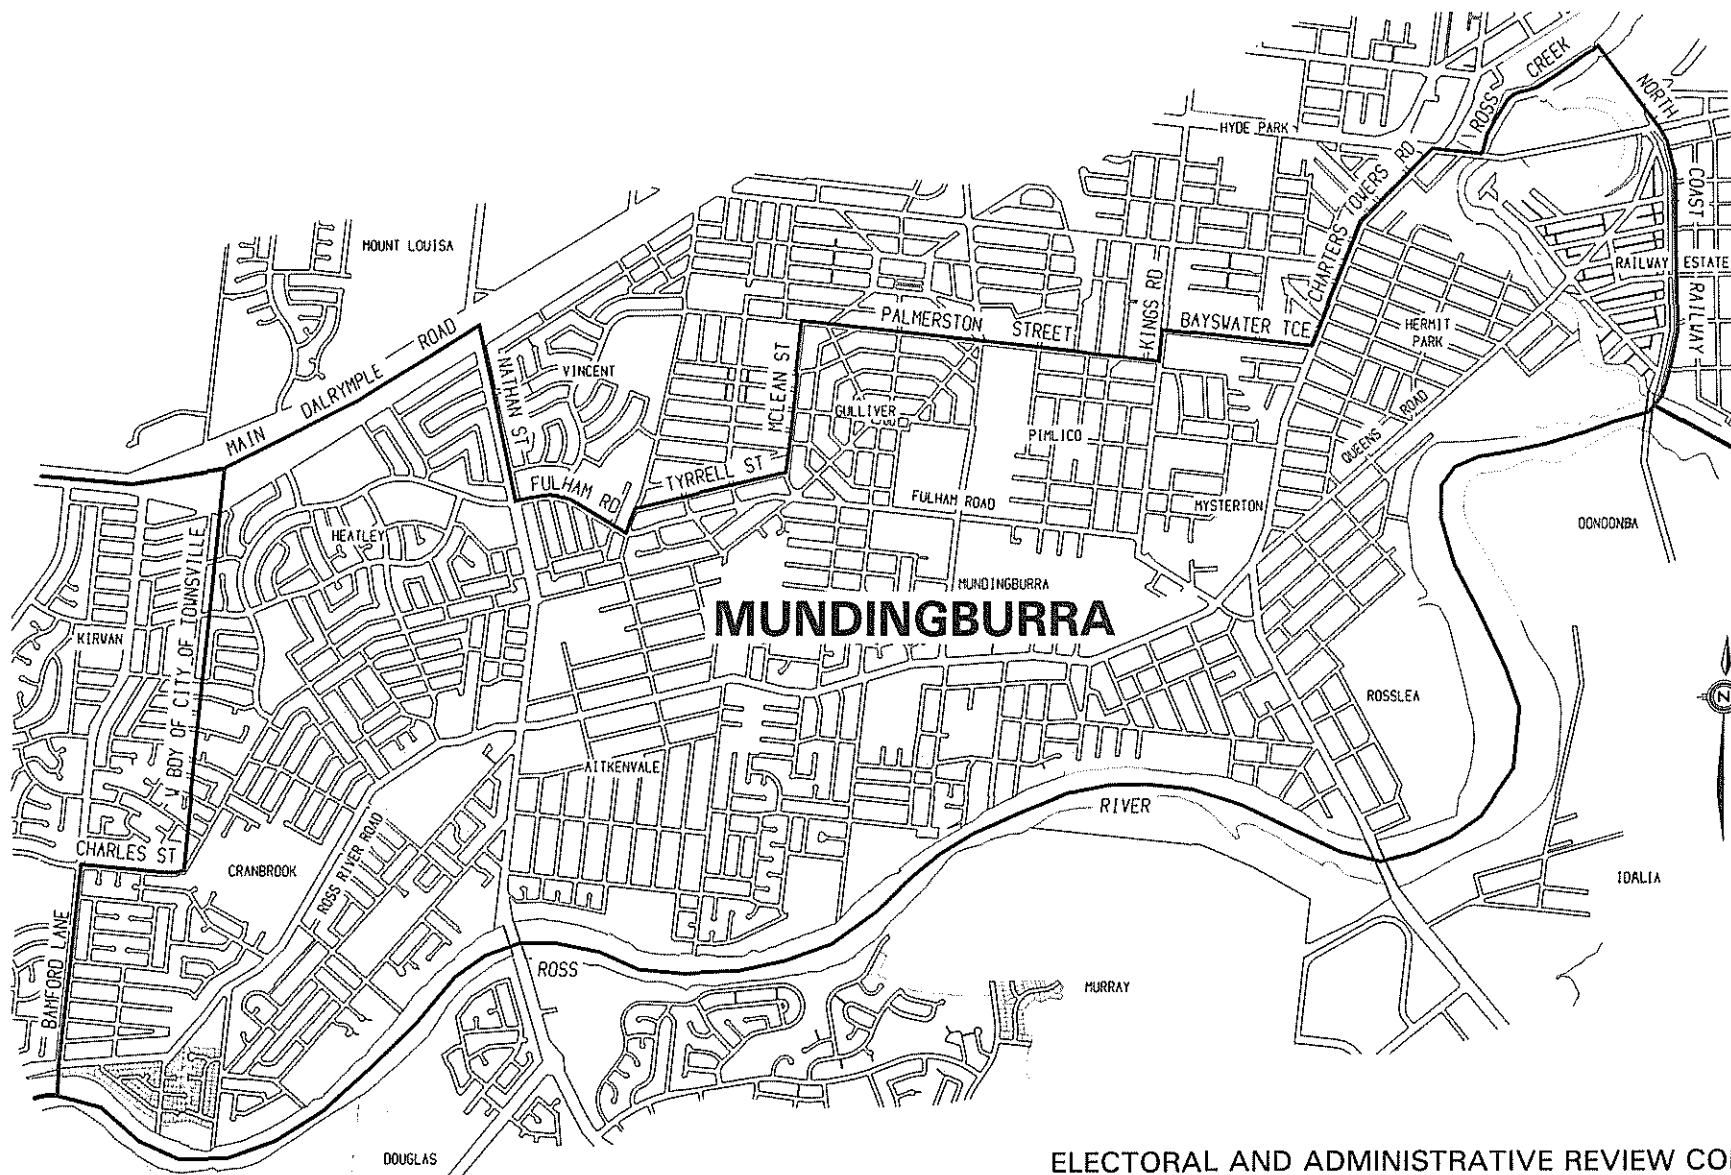 CREEK
ROSS
NORTH
HYDE PARK
COAST
RAILWAY
CHARTERS TOWERS RD
MOUNT LOUISA
RAILWAY ESTATE
KINGS RD
PALMERSTON STREET
BAYSWATER TCE
HERMIT
PARK
MAIN DALRYMPLE ROAD
NATHAN ST
VINCENT
MCLEAN ST
GULLIVER
PIMLICO
QUEENS ROAD
FULHAM RD
TYRRELL ST
FULHAM ROAD
MYSTERTON
OONOONBA
HEATLEY
W BDY OF CITY OF TOWNSVILLE
MUNDINGBURRA
MUNDINGBURRA
KIRWAN
ROSSLEA
N
AITKENVALE
RIVER
CHARLES ST
CRANBROOK
ROSS RIVER ROAD
IDALIA
BAMFORD LANE
ROSS
MURRAY
DOUGLAS
ELECTORAL AND ADMINISTRATIVE REVIEW CO